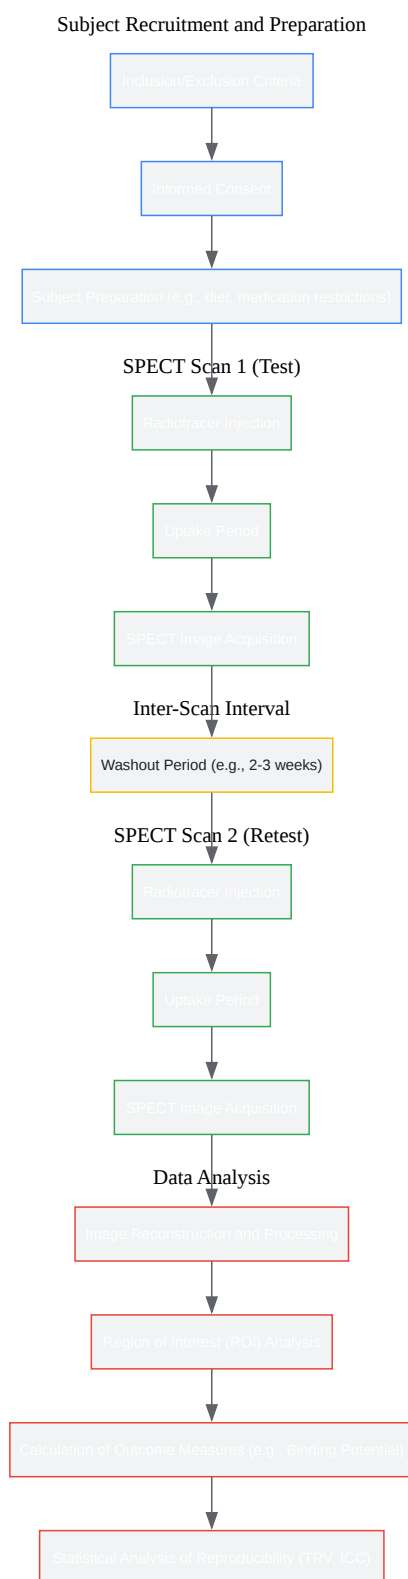 Subject Recruitment and Preparation
Inclusion/Exclusion Criteria
Informed Consent
Subject Preparation (e.g., diet, medication restrictions)
SPECT Scan 1 (Test)
Radiotracer Injection
Uptake Period
SPECT Image Acquisition
Inter-Scan Interval
Washout Period (e.g., 2-3 weeks)
SPECT Scan 2 (Retest)
Radiotracer Injection
Uptake Period
SPECT Image Acquisition
Data Analysis
Image Reconstruction and Processing
Region of Interest (ROI) Analysis
Calculation of Outcome Measures (e.g., Binding Potential)
Statistical Analysis of Reproducibility (TRV, ICC)